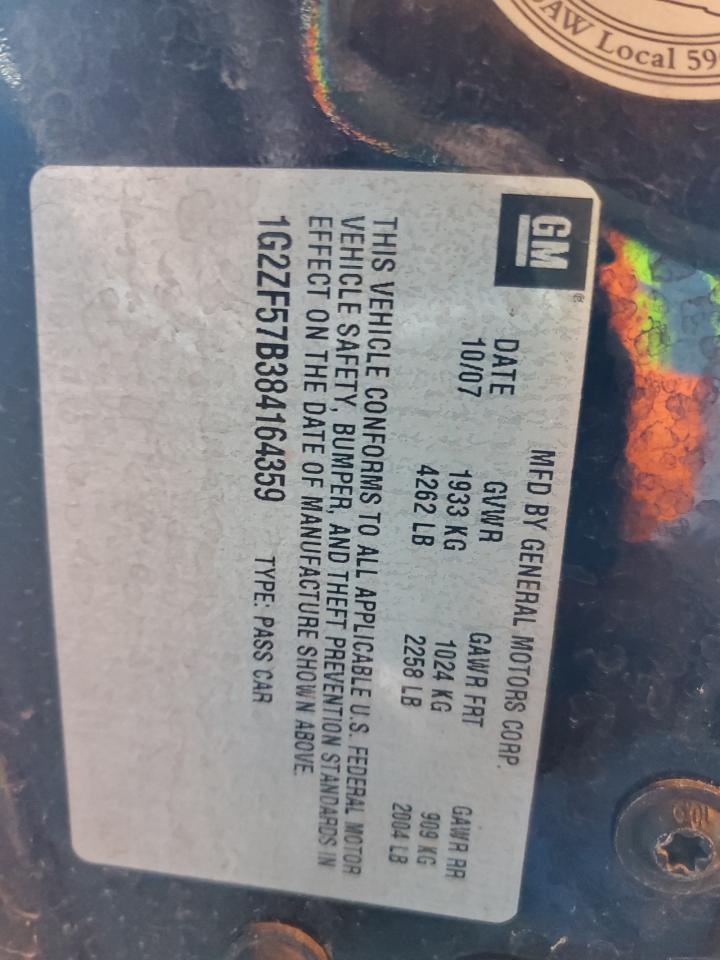 UAW Local 59
GM
MFD BY GENERAL MOTORS CORP.
DATE GVWR GAWR FRT GAWR RR
10/07 1933 KG 1024 KG 909 KG
4262 LB 2258 LB 2004 LB
THIS VEHICLE CONFORMS TO ALL APPLICABLE U.S. FEDERAL MOTOR
VEHICLE SAFETY, BUMPER, AND THEFT PREVENTION STANDARDS IN
EFFECT ON THE DATE OF MANUFACTURE SHOWN ABOVE.
1G2ZF57B384164359 TYPE: PASS CAR